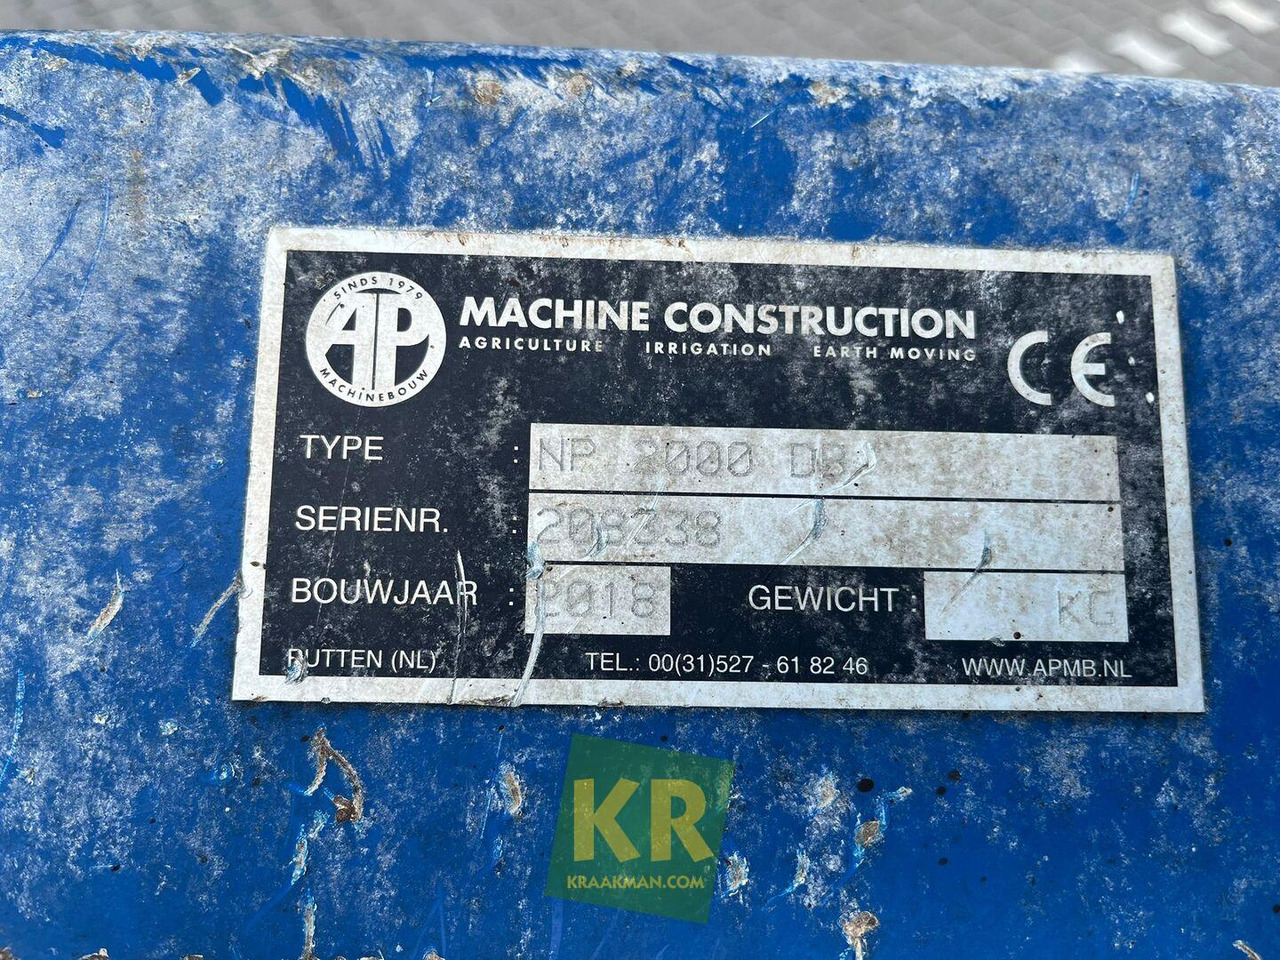 SINDS 1979
AP
MACHINEBOUW
MACHINE CONSTRUCTION
AGRICULTURE IRRIGATION EARTH MOVING
CE
TYPE : NP 2000 DB
SERIENR. : 208338
BOUWJAAR : 2018 GEWICHT : KG
RUTTEN (NL) TEL.: 00(31)527 - 61 82 46 WWW.APMB.NL
KR
KRAAKMAN.COM